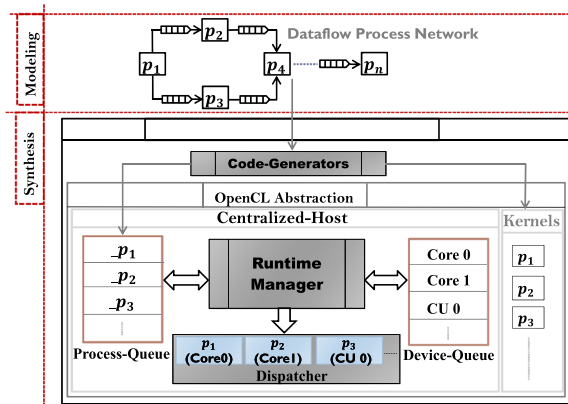 Modeling
Dataflow Process Network
p1
p2
p3
p4
pn
Synthesis
Code-Generators
OpenCL Abstraction
Centralized-Host
Kernels
_p1
_p2
_p3
Process-Queue
Runtime
Manager
Core 0
Core 1
CU 0
Device-Queue
p1
(Core0)
p2
(Core1)
p3
(CU 0)
Dispatcher
p1
p2
p3